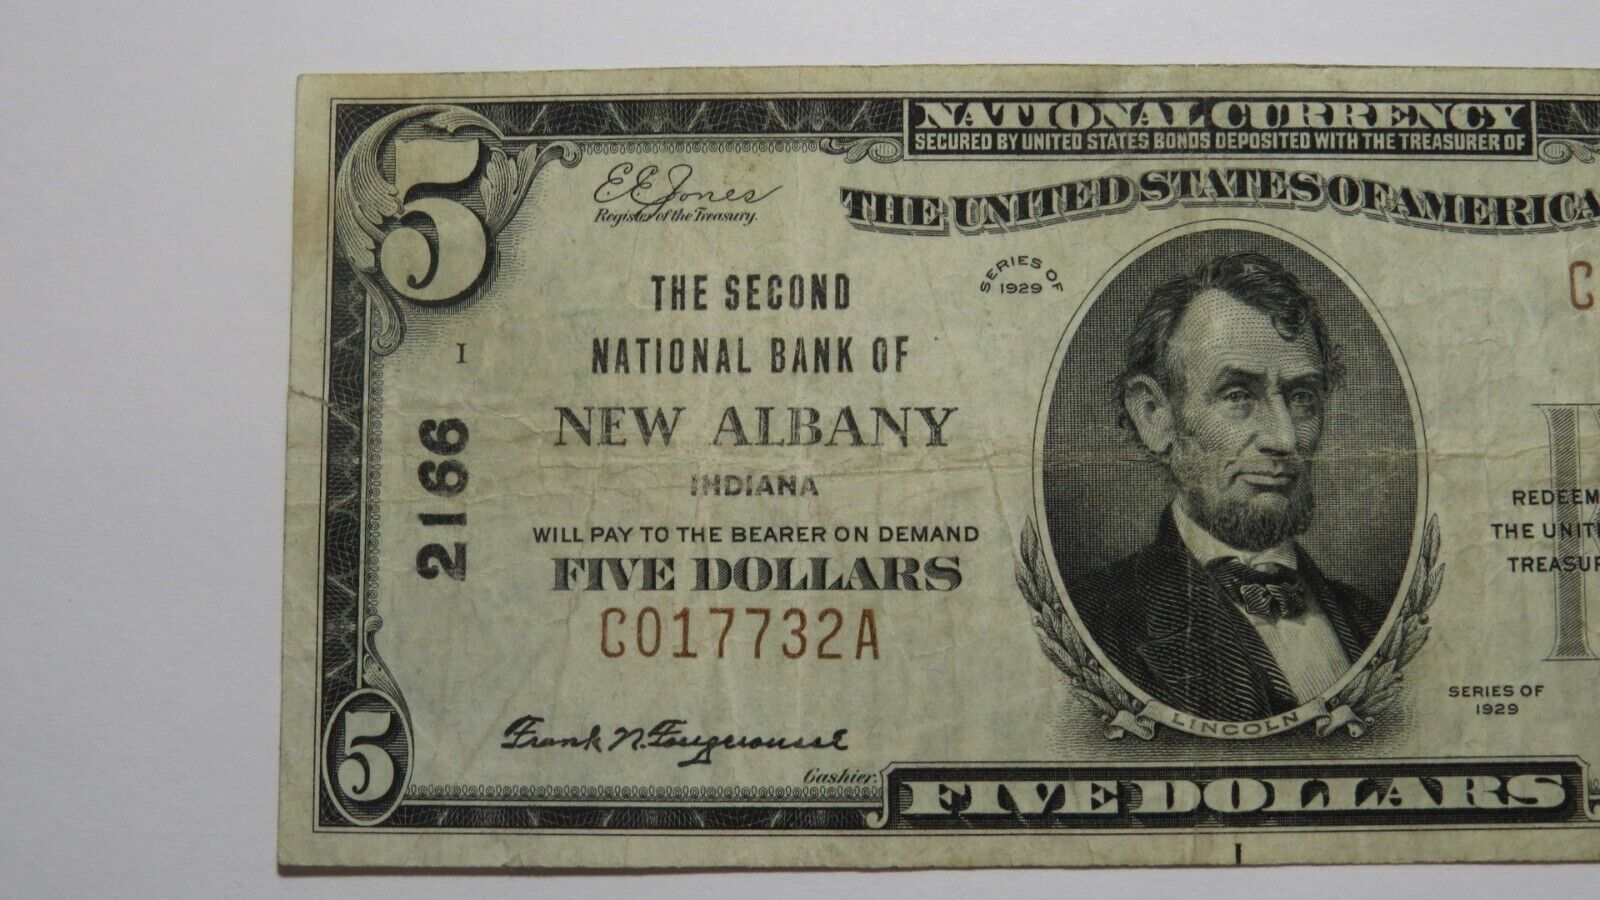 5
NATIONAL CURRENCY
SECURED BY UNITED STATES BONDS DEPOSITED WITH THE TREASURER OF
E E Jones
Register of the Treasury.
THE UNITED STATES OF AMERICA
SERIES OF
1929
C
THE SECOND
NATIONAL BANK OF
NEW ALBANY
INDIANA
I
2166
WILL PAY TO THE BEARER ON DEMAND
FIVE DOLLARS
C017732A
REDEEM
THE UNIT
TREASUR
SERIES OF
1929
LINCOLN
Frank N.
Cashier.
5
FIVE DOLLARS
I